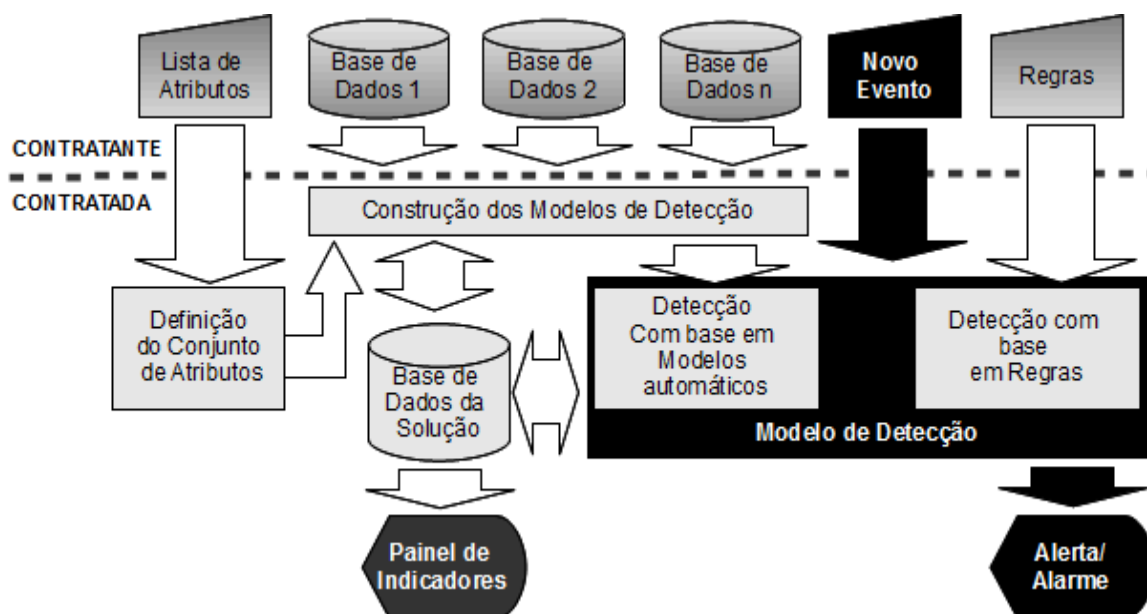 Lista de
Atributos
Base de
Dados 1
Base de
Dados 2
Base de
Dados n
Novo
Evento
Regras
CONTRATANTE
CONTRATADA
Construção dos Modelos de Detecção
Definição
do Conjunto
de Atributos
Base de
Dados da
Solução
Detecção
Com base em
Modelos
automáticos
Detecção com
base
em Regras
Modelo de Detecção
Painel de
Indicadores
Alerta/
Alarme